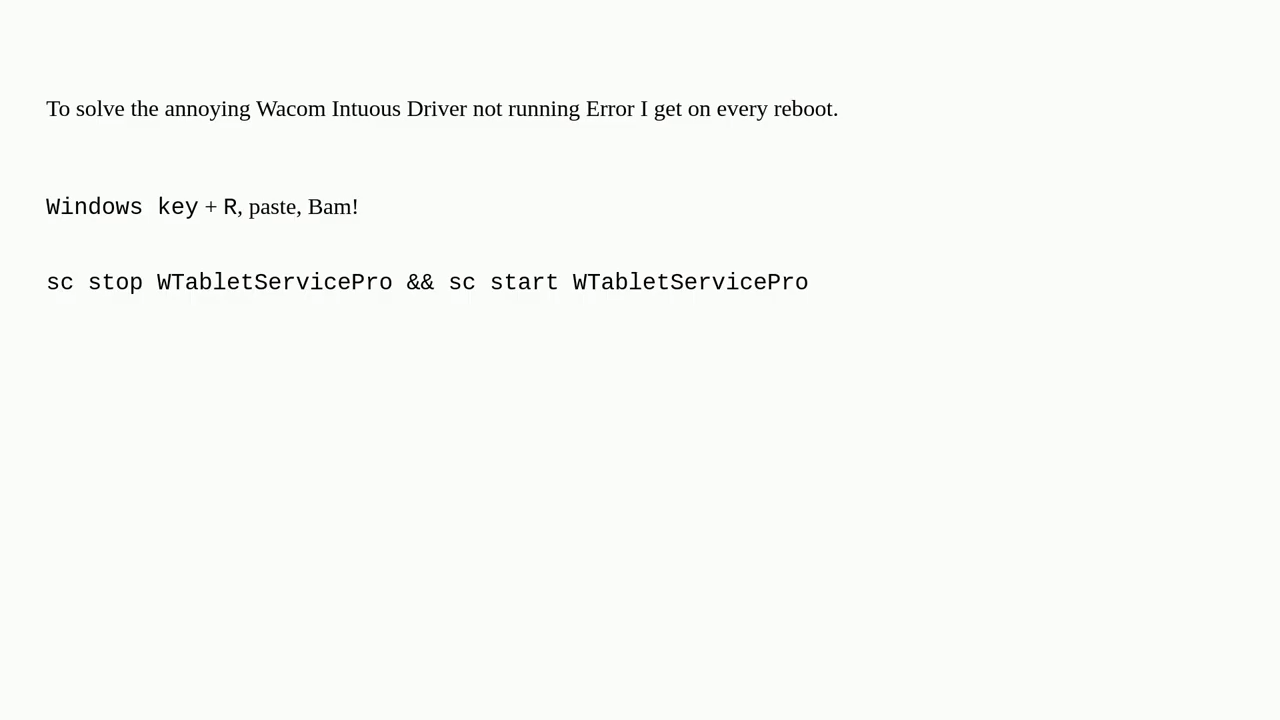 To solve the annoying Wacom Intuous Driver not running Error I get on every reboot.
Windows key + R, paste, Bam!
sc stop WTabletServicePro && sc start WTabletServicePro